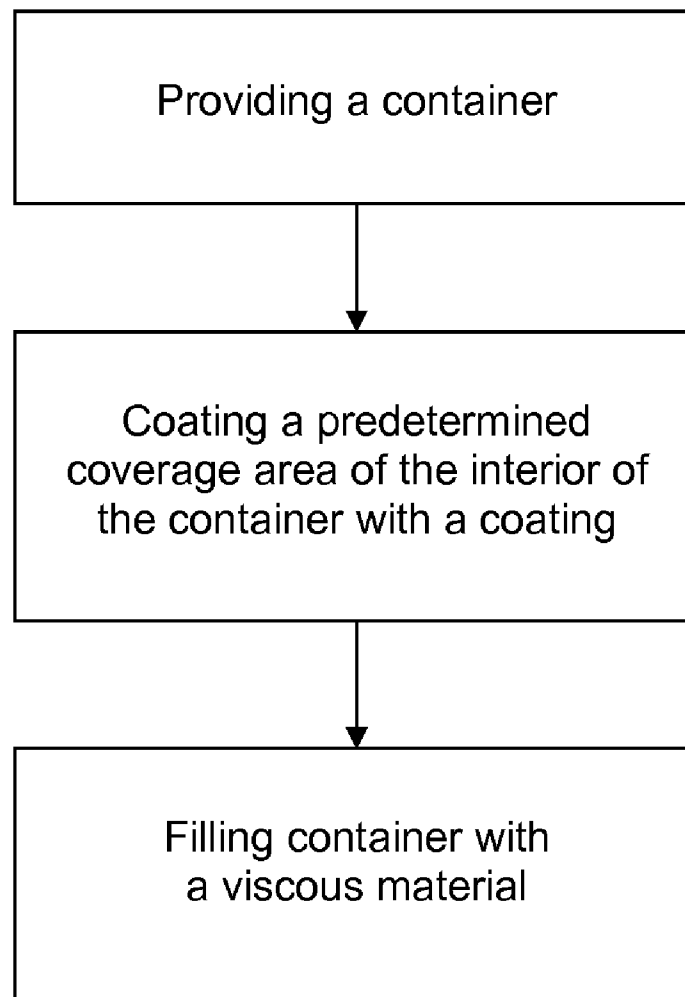 Providing a container
Coating a predetermined
coverage area of the interior of
the container with a coating
Filling container with
a viscous material